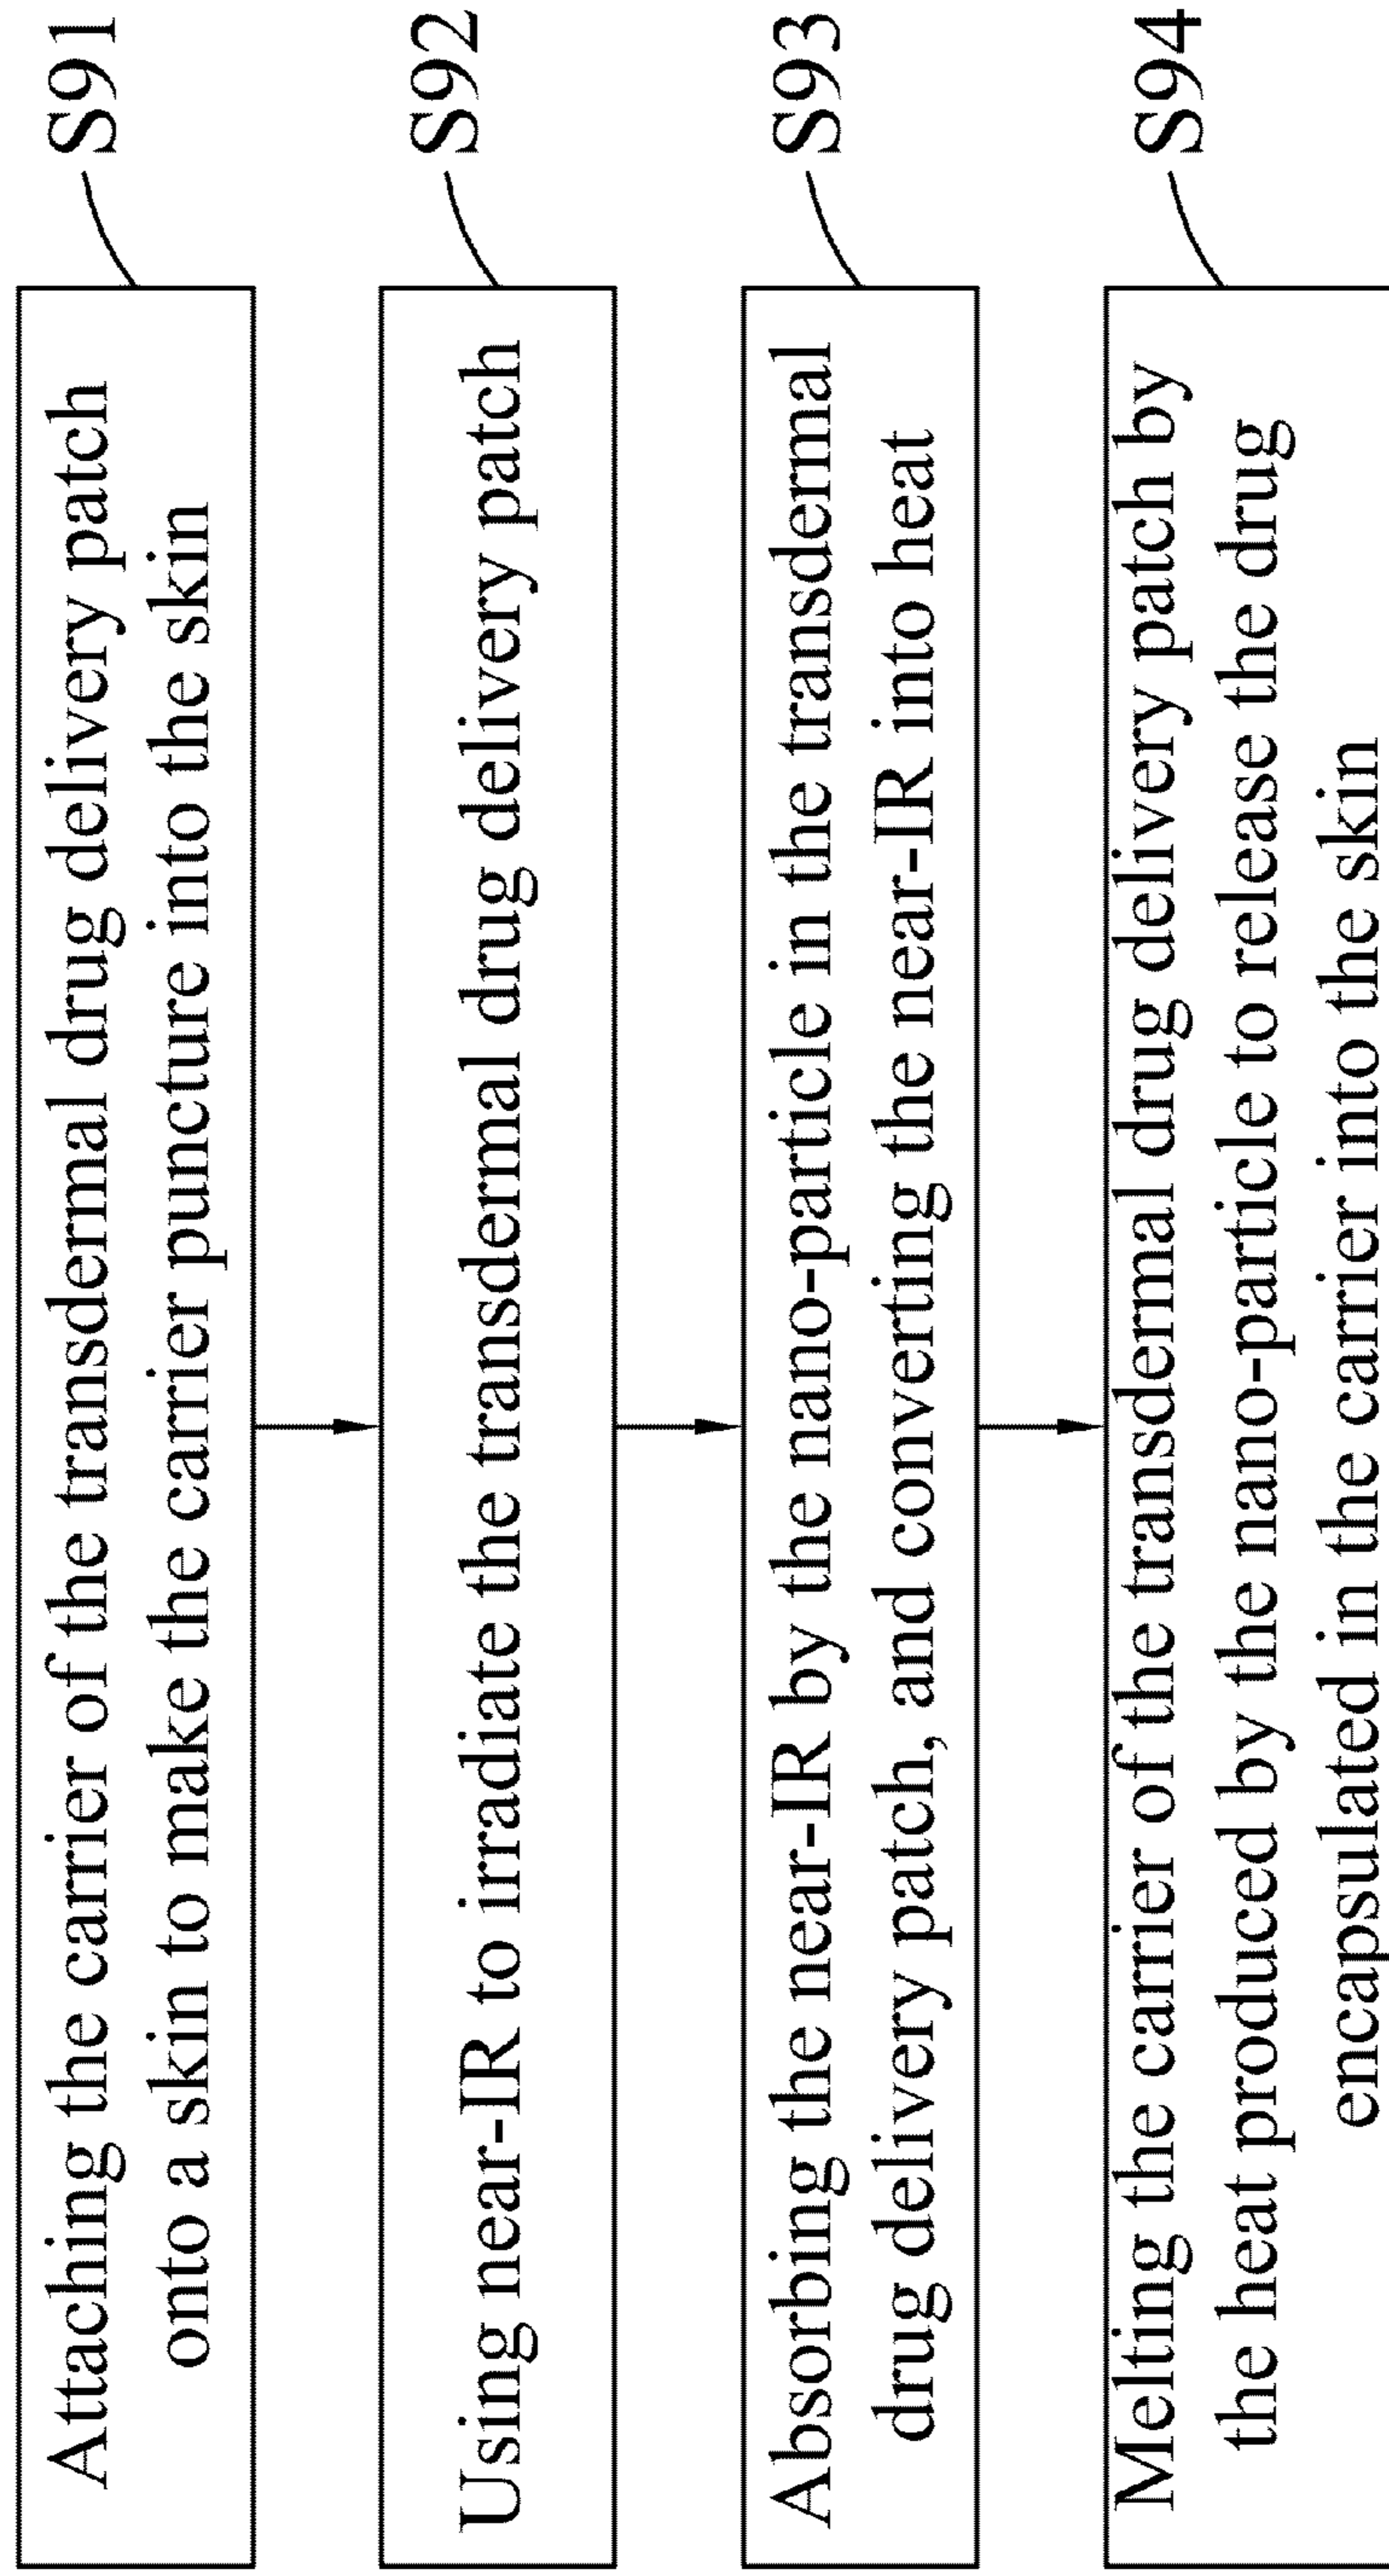 Attaching the carrier of the transdermal drug delivery patch
onto a skin to make the carrier puncture into the skin
S91
Using near-IR to irradiate the transdermal drug delivery patch
S92
Absorbing the near-IR by the nano-particle in the transdermal
drug delivery patch, and converting the near-IR into heat
S93
Melting the carrier of the transdermal drug delivery patch by
the heat produced by the nano-particle to release the drug
encapsulated in the carrier into the skin
S94